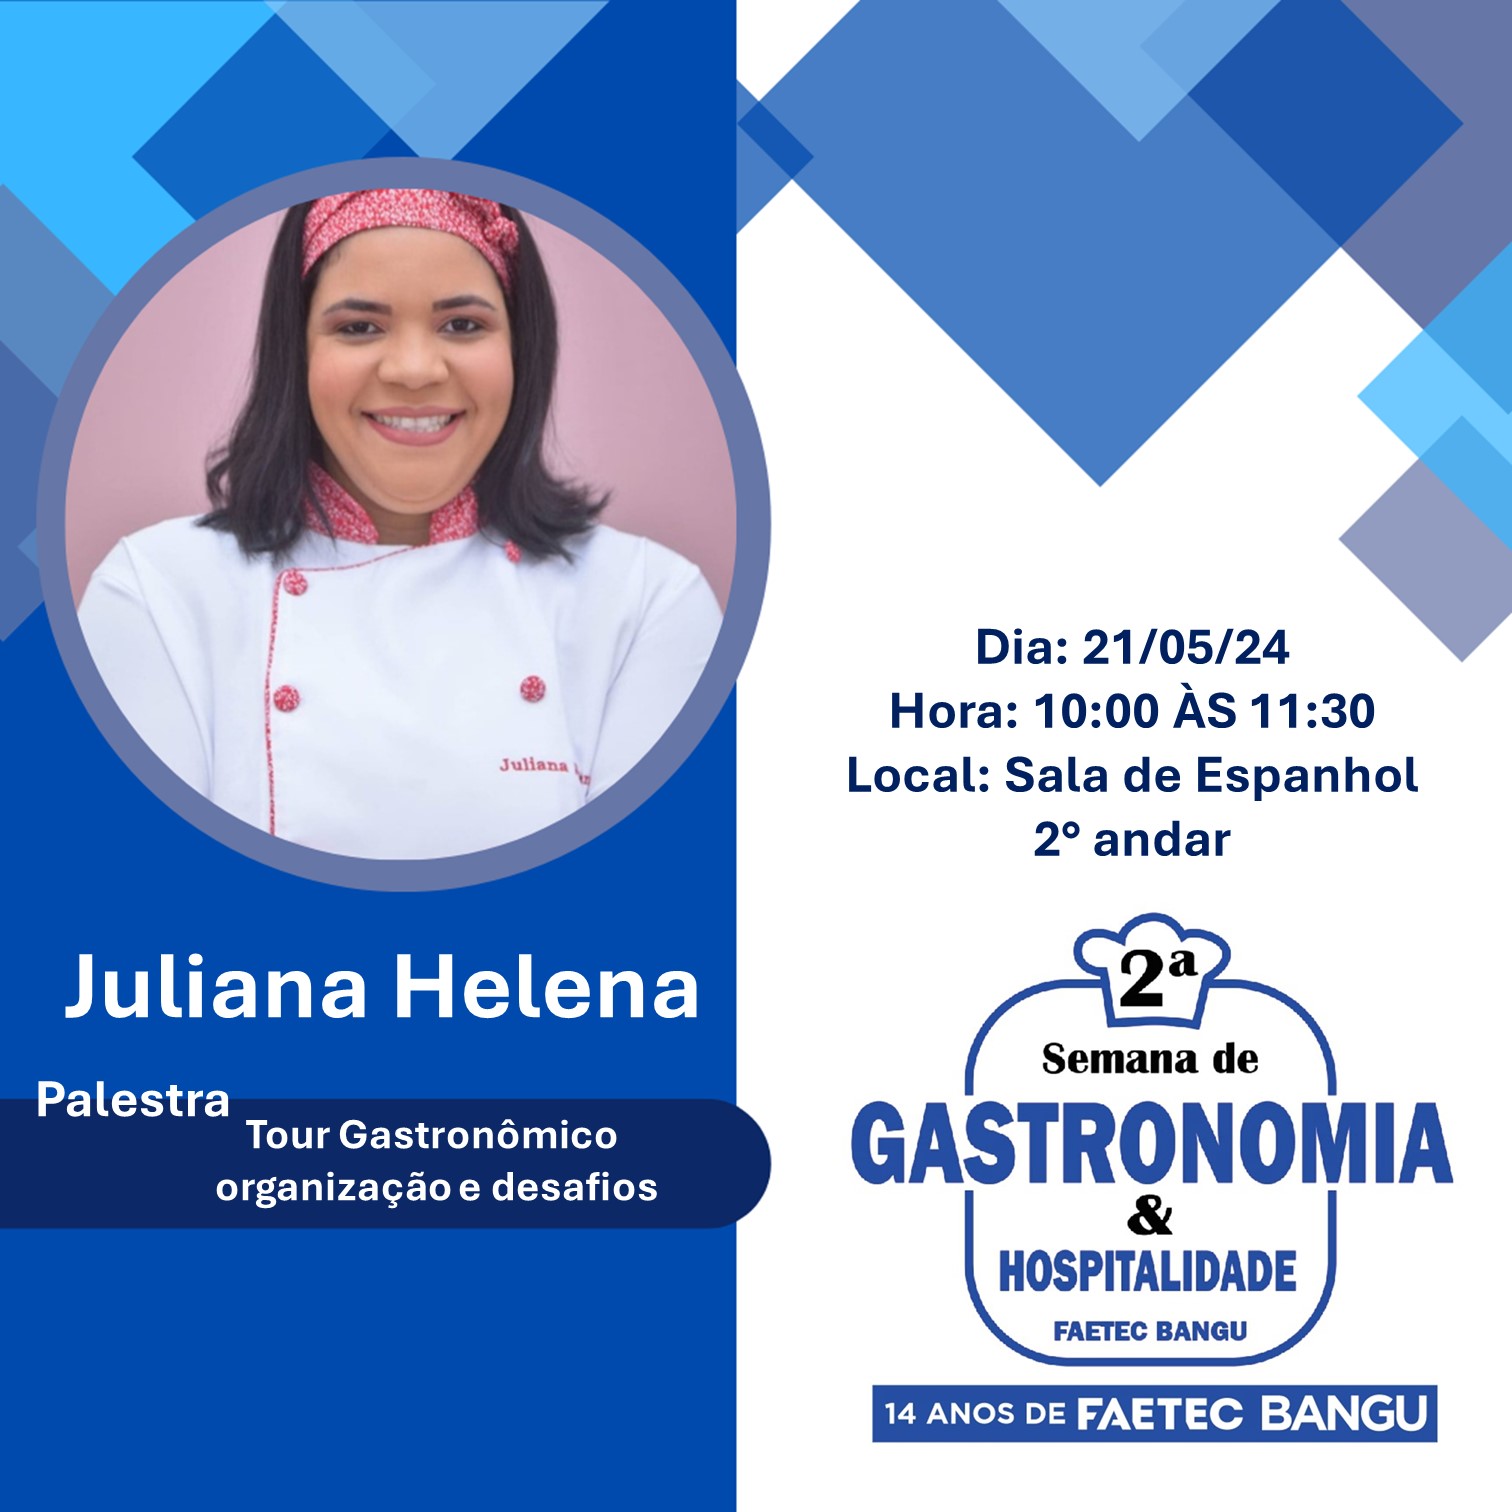 Juliana
Juliana Helena
Palestra
Tour Gastronômico
organização e desafios
Dia: 21/05/24
Hora: 10:00 ÀS 11:30
Local: Sala de Espanhol
2° andar
2ª
Semana de
GASTRONOMIA
&
HOSPITALIDADE
FAETEC BANGU
14 ANOS DE FAETEC BANGU